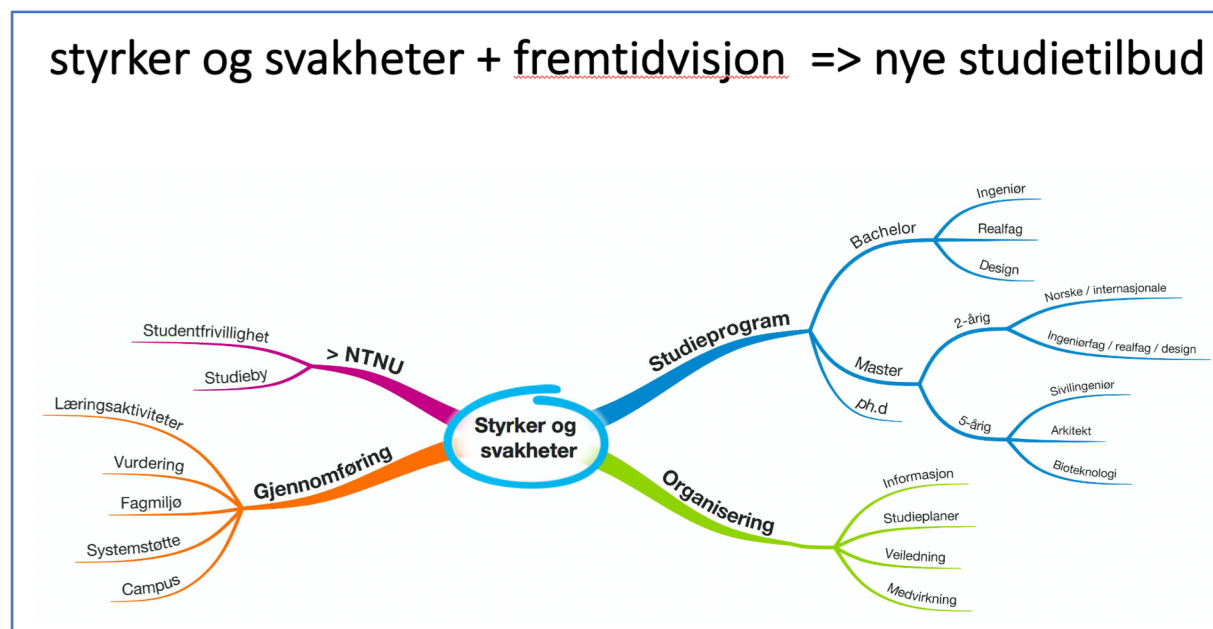 styrker og svakheter + fremtidvisjon => nye studietilbud
Styrker og
svakheter
Studieprogram
Bachelor
Ingeniør
Realfag
Design
Master
2-årig
Norske / internasjonale
Ingeniørfag / realfag / design
5-årig
Sivilingeniør
Arkitekt
Bioteknologi
ph.d
Organisering
Informasjon
Studieplaner
Veiledning
Medvirkning
> NTNU
Studentfrivillighet
Studieby
Gjennomføring
Læringsaktiviteter
Vurdering
Fagmiljø
Systemstøtte
Campus